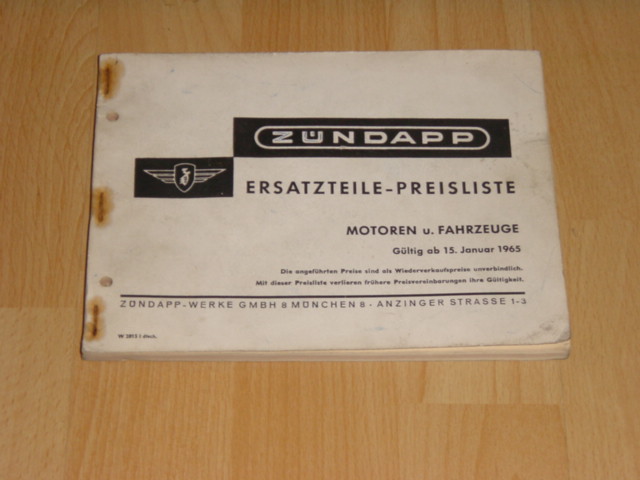 ZÜNDAPP
ERSATZTEILE-PREISLISTE
MOTOREN u. FAHRZEUGE
Gültig ab 15. Januar 1965
Die angeführten Preise sind als Wiederverkaufspreise unverbindlich.
Mit dieser Preisliste verlieren frühere Preisvereinbarungen ihre Gültigkeit.
ZÜNDAPP-WERKE GMBH 8 MÜNCHEN 8 · ANZINGER STRASSE 1-3